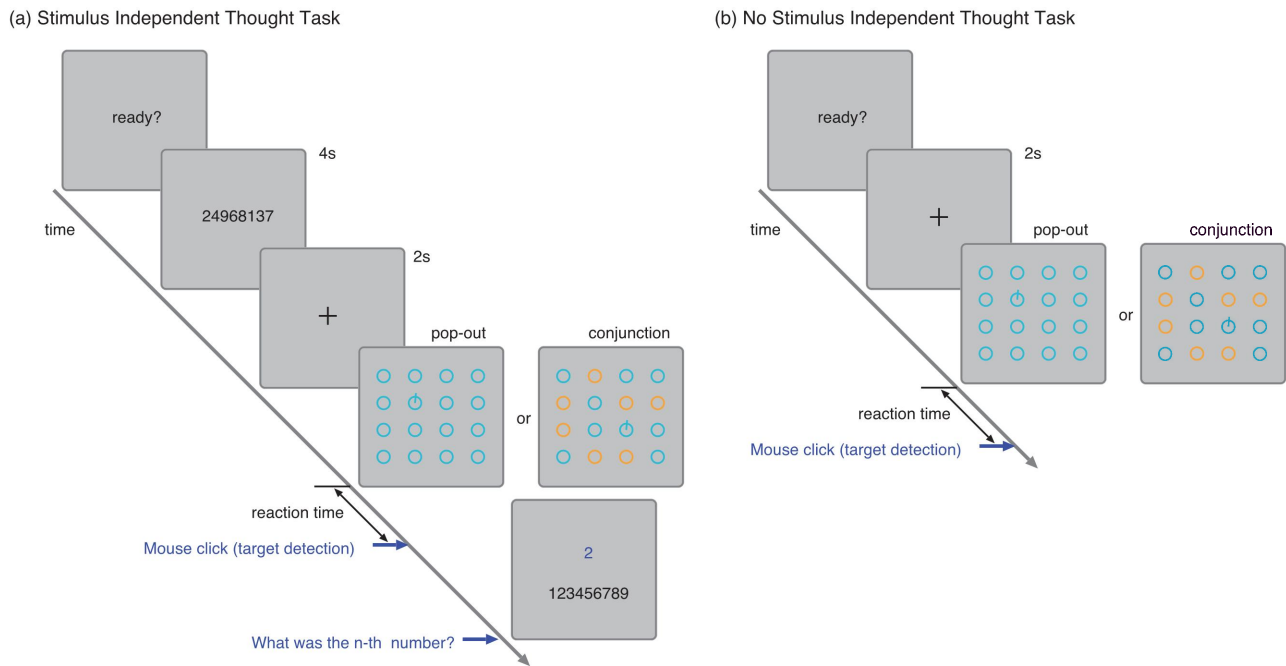 (a) Stimulus Independent Thought Task
ready?
4s
24968137
time
2s
+
pop-out
conjunction
or
reaction time
Mouse click (target detection)
2
123456789
What was the n-th number?
(b) No Stimulus Independent Thought Task
ready?
2s
+
time
pop-out
conjunction
or
reaction time
Mouse click (target detection)